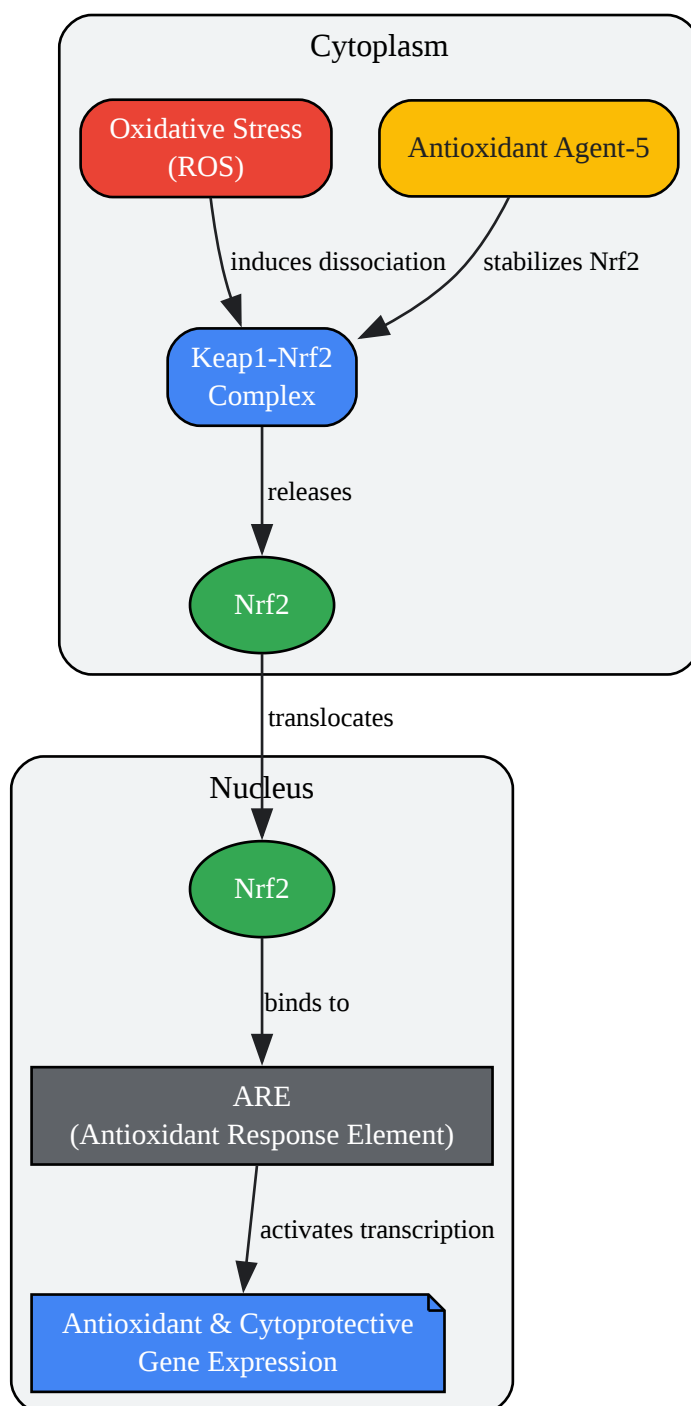 Cytoplasm
Oxidative Stress
(ROS)
Antioxidant Agent-5
induces dissociation
stabilizes Nrf2
Keap1-Nrf2
Complex
releases
Nrf2
translocates
Nucleus
Nrf2
binds to
ARE
(Antioxidant Response Element)
activates transcription
Antioxidant & Cytoprotective
Gene Expression